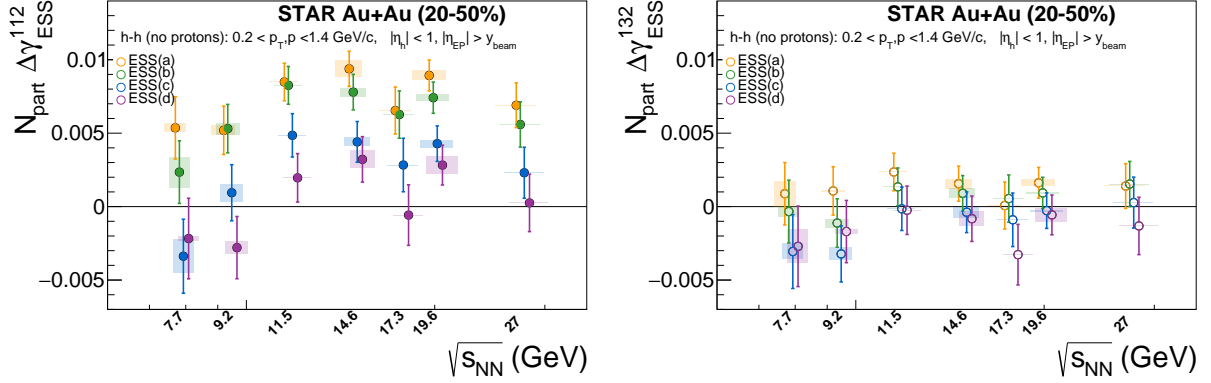 STAR Au+Au (20-50%)
h-h (no protons): 0.2 < p_T,p <1.4 GeV/c, |η_h| < 1, |η_EP| > y_beam
ESS(a)
ESS(b)
ESS(c)
ESS(d)
N_part Δγ^112_ESS
0.01
0.005
0
−0.005
7.7 9.2 11.5 14.6 17.3 19.6 27
√s_NN (GeV)
STAR Au+Au (20-50%)
h-h (no protons): 0.2 < p_T,p <1.4 GeV/c, |η_h| < 1, |η_EP| > y_beam
ESS(a)
ESS(b)
ESS(c)
ESS(d)
N_part Δγ^132_ESS
0.01
0.005
0
−0.005
7.7 9.2 11.5 14.6 17.3 19.6 27
√s_NN (GeV)